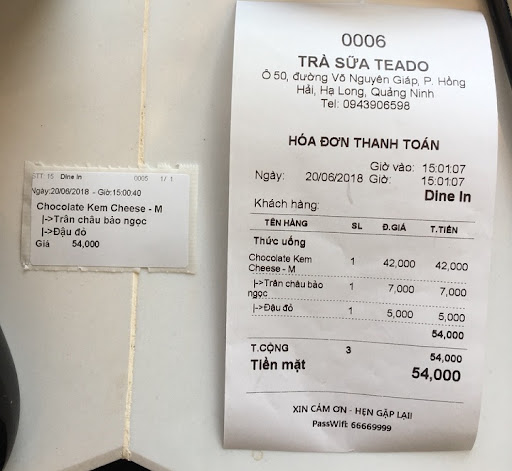 STT: 15 Dine In 0005 1/ 1
Ngày:20/06/2018 - Giờ:15:00:40
Chocolate Kem Cheese - M
|->Trân châu bảo ngọc
|->Đậu đỏ
Giá 54,000
0006
TRÀ SỮA TEADO
Ô 50, đường Võ Nguyên Giáp, P. Hồng
Hải, Hạ Long, Quảng Ninh
Tel: 0943906598
HÓA ĐƠN THANH TOÁN
Giờ vào: 15:01:07
Ngày: 20/06/2018 Giờ: 15:01:07
Dine In
Khách hàng:
TÊN HÀNG SL Đ.GIÁ T.TIỀN
Thức uống
Chocolate Kem
Cheese - M 1 42,000 42,000
|->Trân châu bảo
ngọc 1 7,000 7,000
|->Đậu đỏ 1 5,000 5,000
54,000
T.CỘNG 3 54,000
Tiền mặt 54,000
XIN CẢM ƠN - HẸN GẶP LẠI!
PassWifi: 66669999